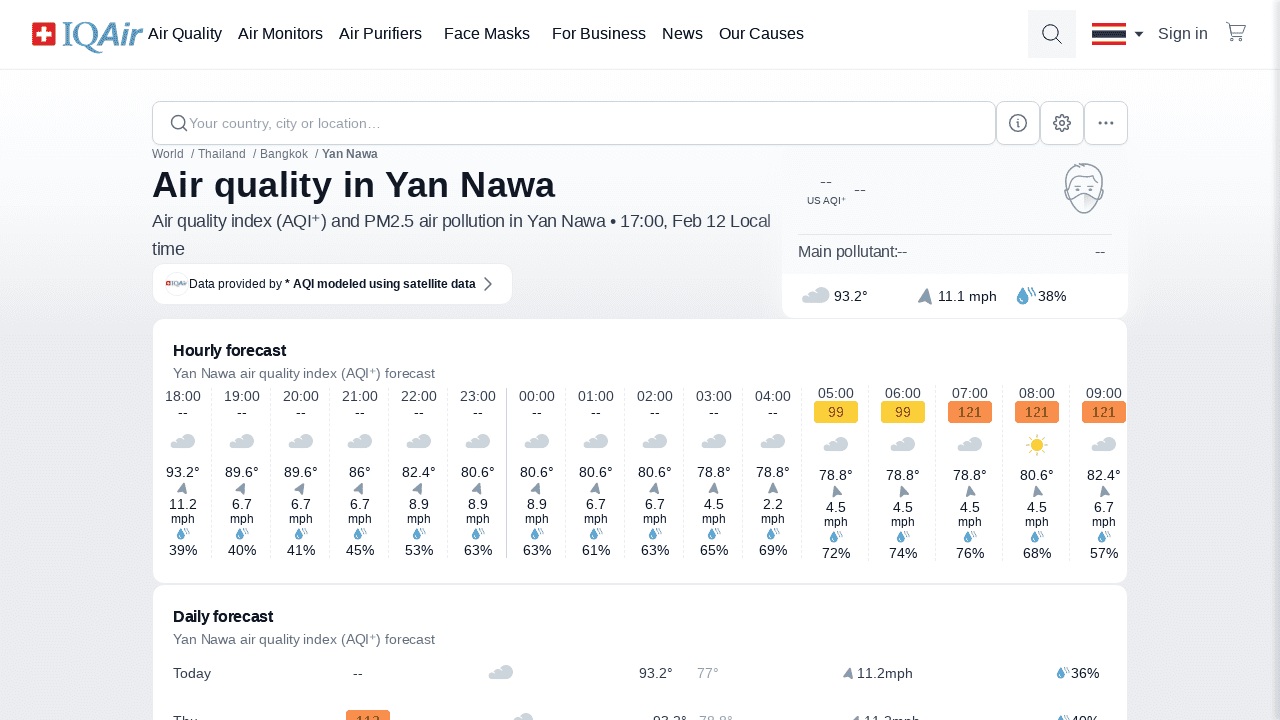 IQAir Air Quality Air Monitors Air Purifiers Face Masks For Business News Our Causes Sign in
Your country, city or location…
World / Thailand / Bangkok / Yan Nawa
Air quality in Yan Nawa
Air quality index (AQI⁺) and PM2.5 air pollution in Yan Nawa • 17:00, Feb 12 Local
time
IQAir Data provided by * AQI modeled using satellite data
-- --
US AQI⁺
Main pollutant:-- --
93.2° 11.1 mph 38%
Hourly forecast
Yan Nawa air quality index (AQI⁺) forecast
18:00 19:00 20:00 21:00 22:00 23:00 00:00 01:00 02:00 03:00 04:00 05:00 06:00 07:00 08:00 09:00
-- -- -- -- -- -- -- -- -- -- -- 99 99 121 121 121
93.2° 89.6° 89.6° 86° 82.4° 80.6° 80.6° 80.6° 80.6° 78.8° 78.8° 78.8° 78.8° 78.8° 80.6° 82.4°
11.2 6.7 6.7 6.7 8.9 8.9 8.9 6.7 6.7 4.5 2.2 4.5 4.5 4.5 4.5 6.7
mph mph mph mph mph mph mph mph mph mph mph mph mph mph mph mph
39% 40% 41% 45% 53% 63% 63% 61% 63% 65% 69% 72% 74% 76% 68% 57%
Daily forecast
Yan Nawa air quality index (AQI⁺) forecast
Today -- 93.2° 77° 11.2mph 36%
Thu 112 93.2° 78.8° 11.2mph 40%